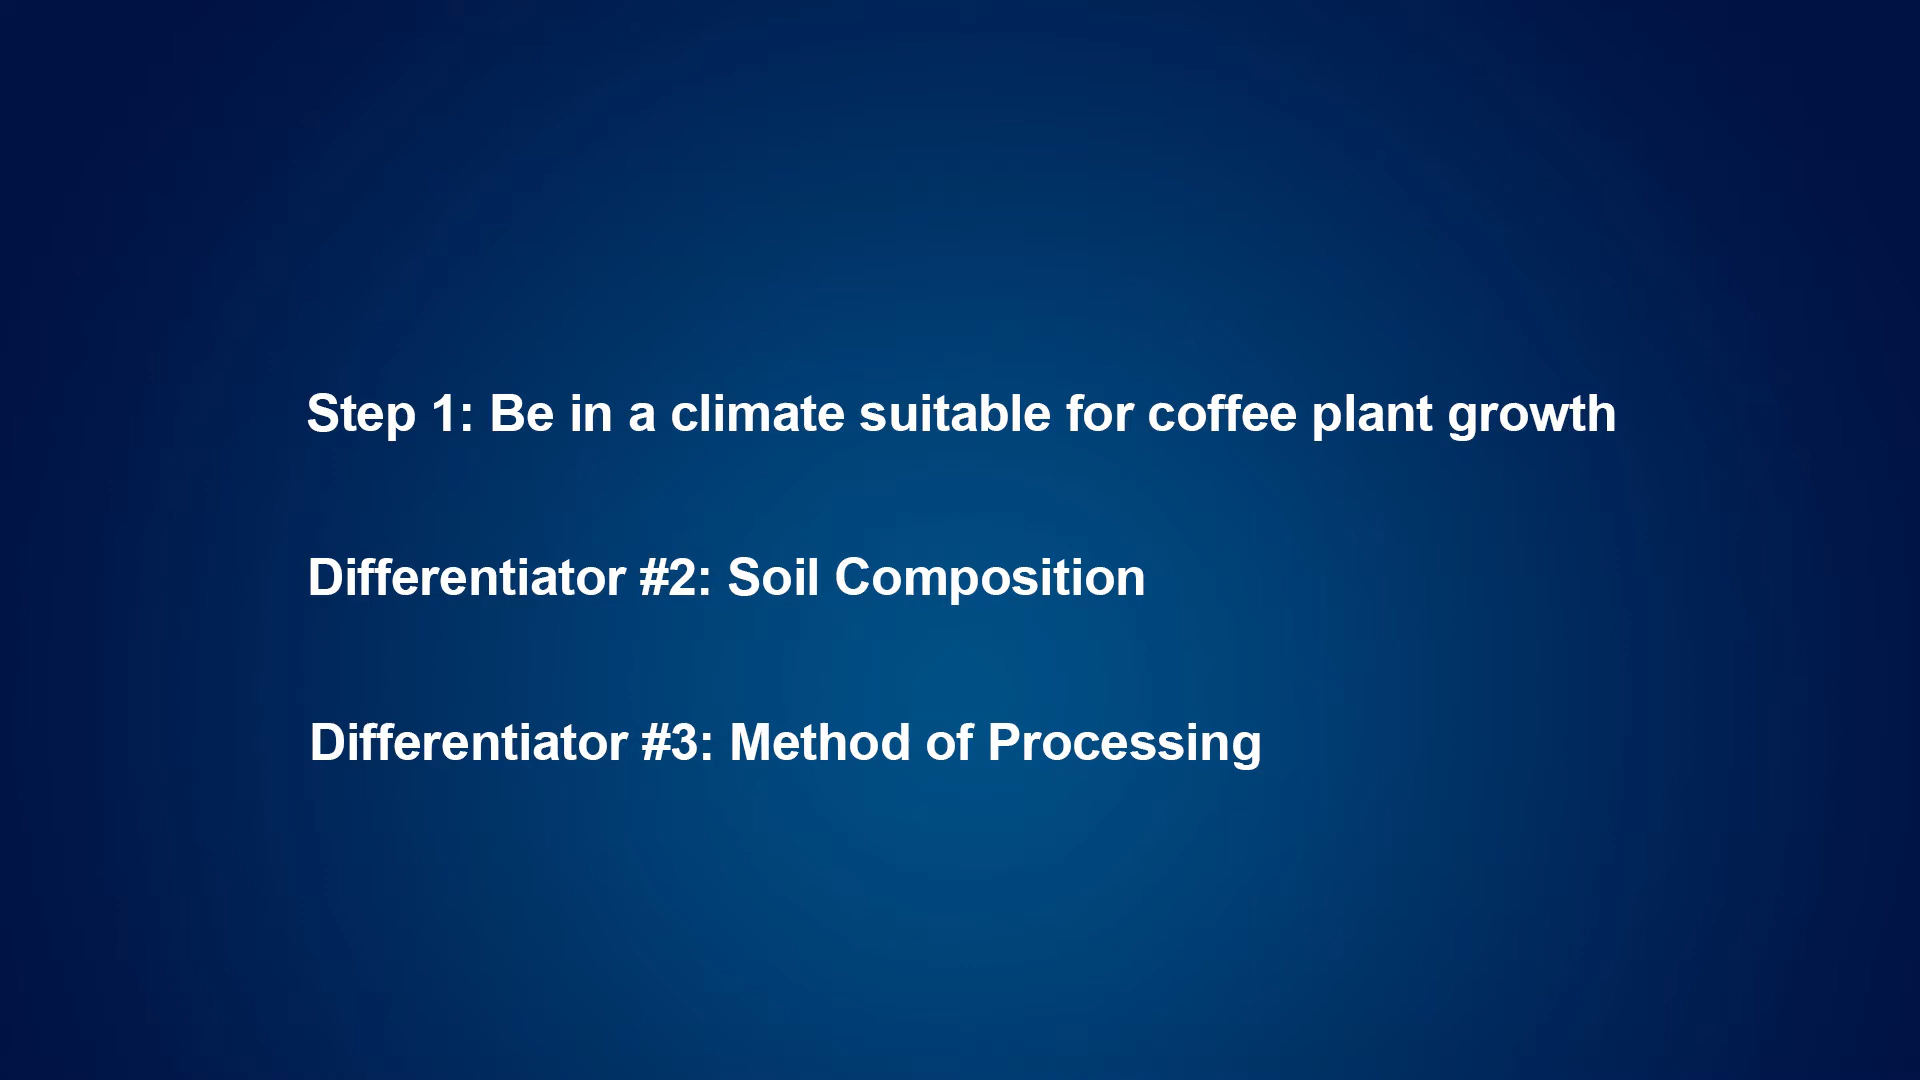 Step 1: Be in a climate suitable for coffee plant growth
Differentiator #2: Soil Composition
Differentiator #3: Method of Processing